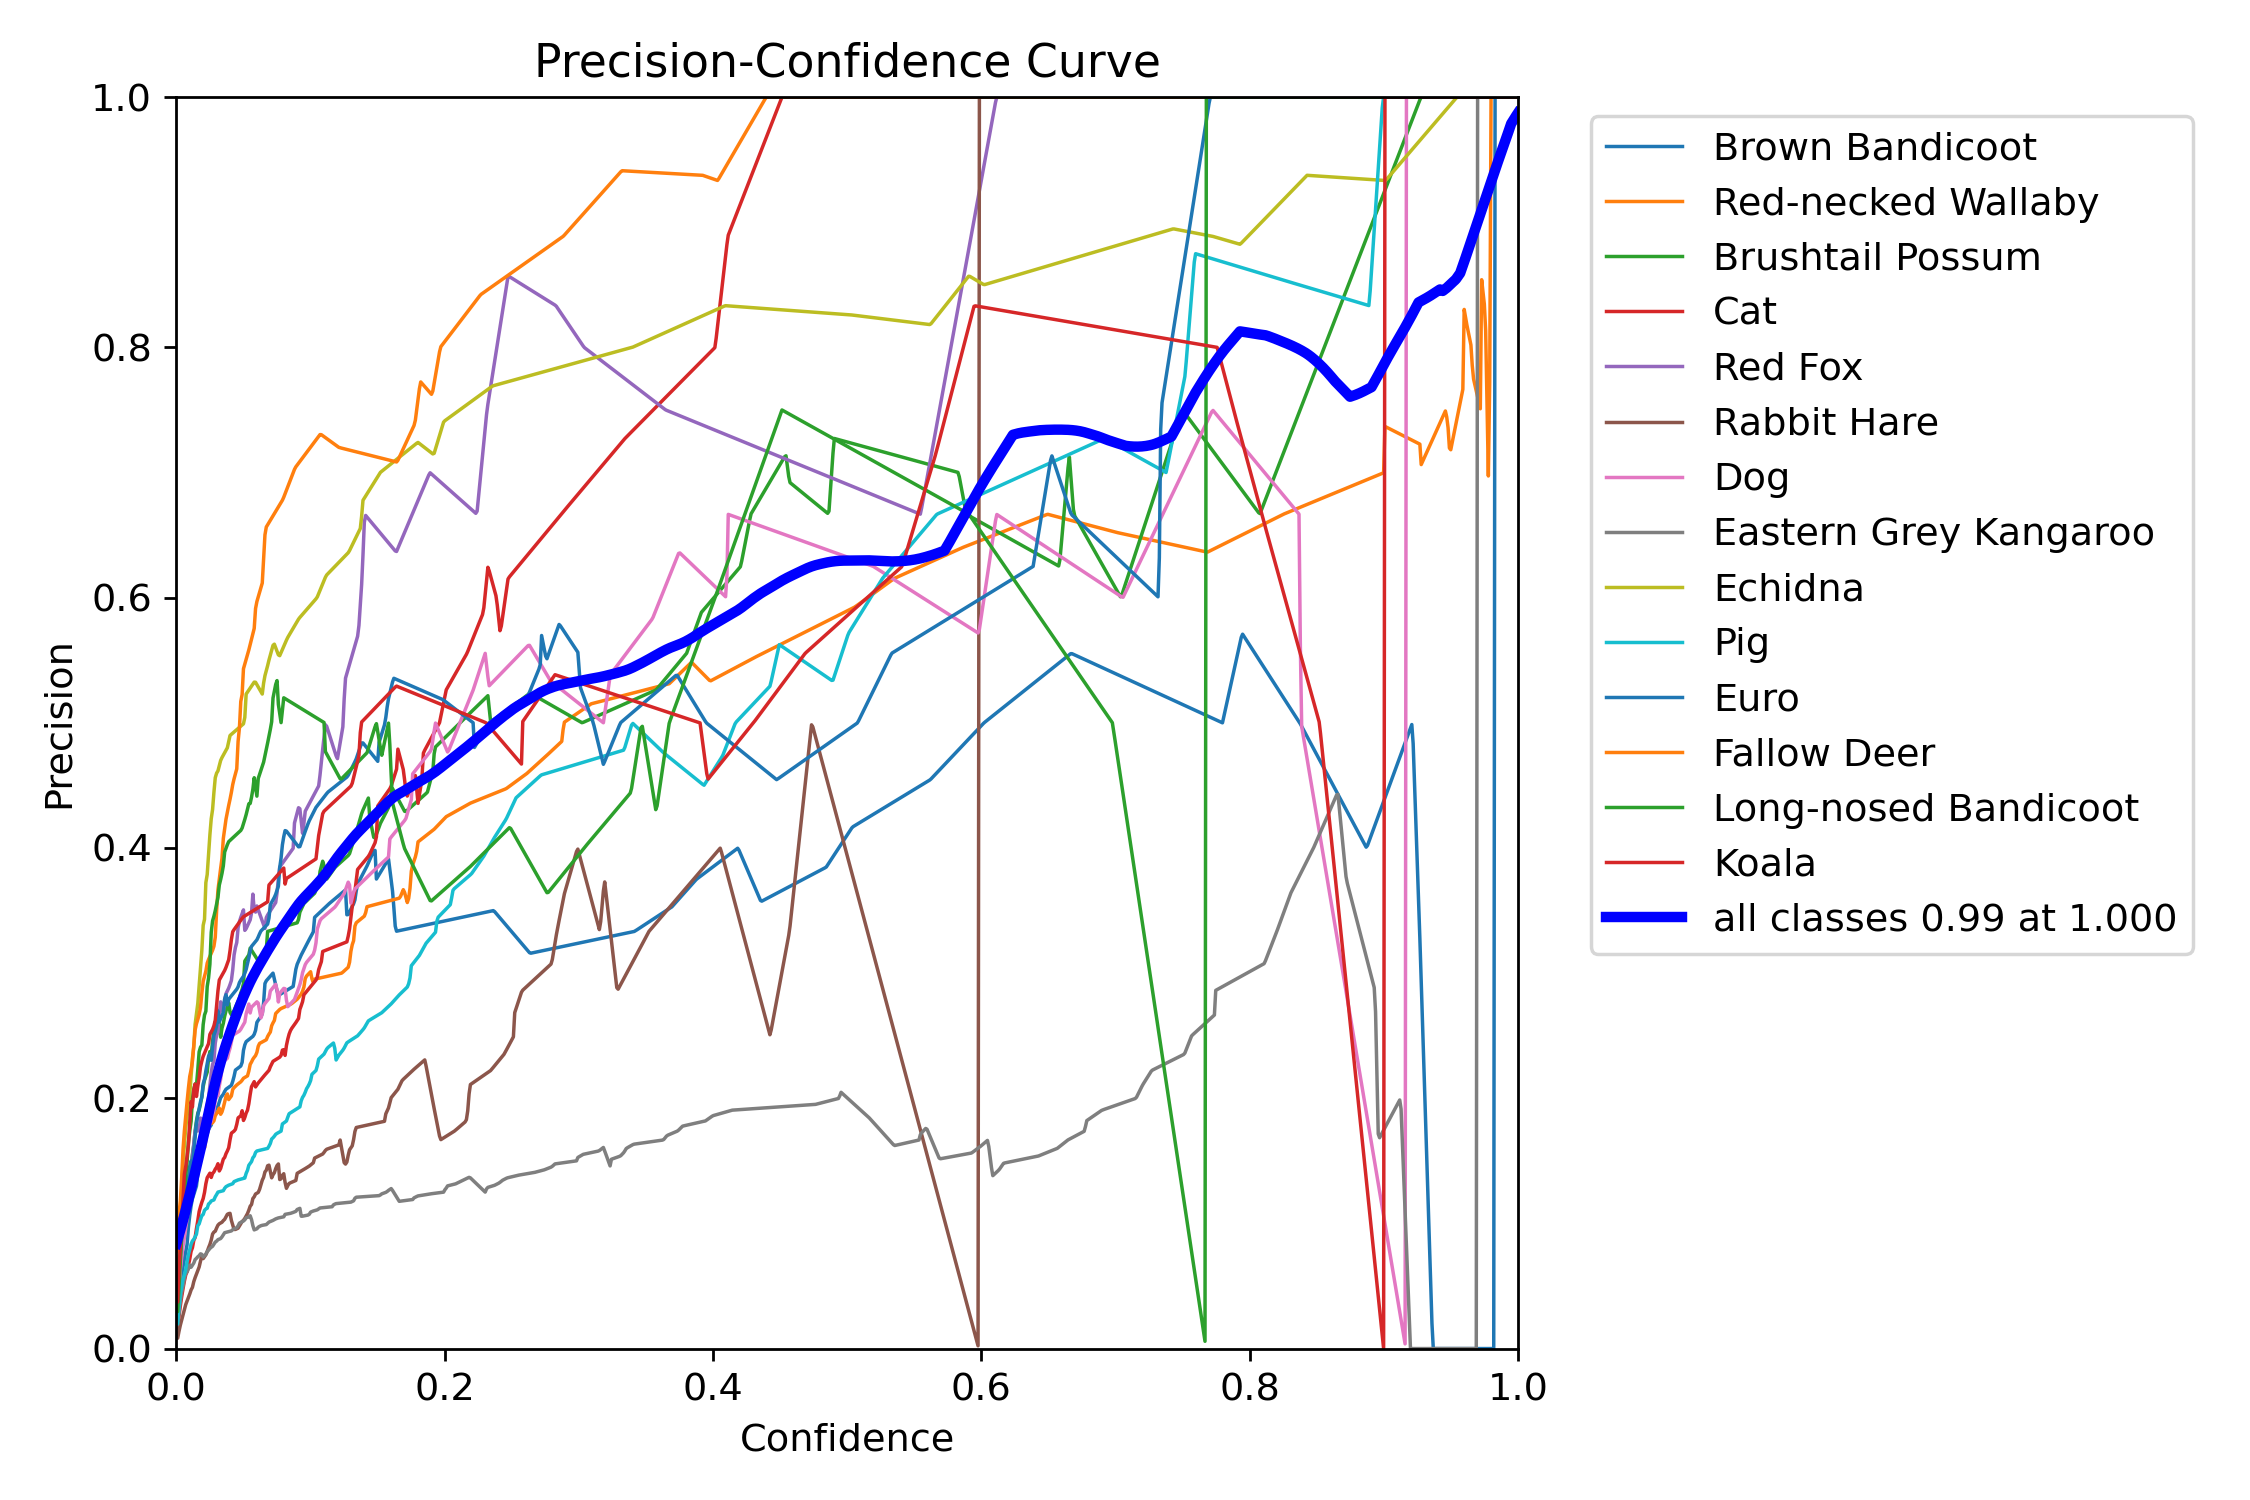 Precision-Confidence Curve
1.0
0.8
0.6
0.4
0.2
0.0
Precision
0.0 0.2 0.4 0.6 0.8 1.0
Confidence
Brown Bandicoot
Red-necked Wallaby
Brushtail Possum
Cat
Red Fox
Rabbit Hare
Dog
Eastern Grey Kangaroo
Echidna
Pig
Euro
Fallow Deer
Long-nosed Bandicoot
Koala
all classes 0.99 at 1.000